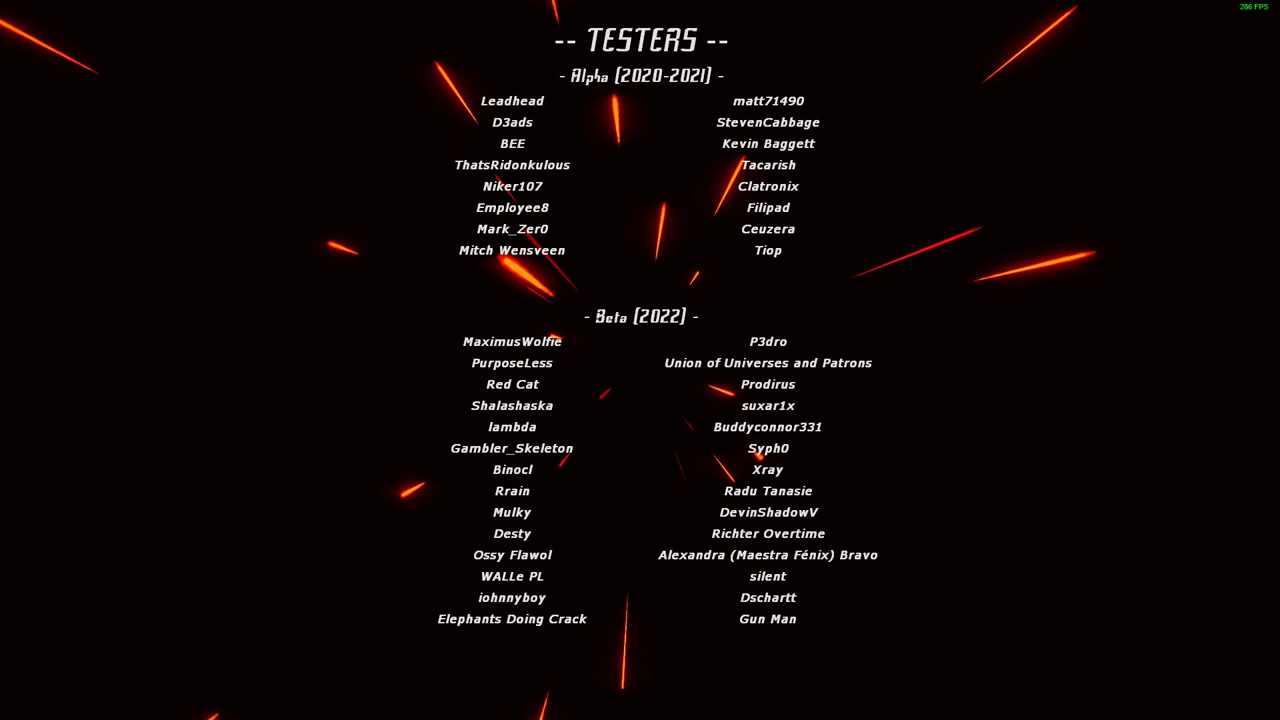 286 FPS
-- TESTERS --
- Alpha [2020-2021] -
Leadhead matt71490
D3ads StevenCabbage
BEE Kevin Baggett
ThatsRidonkulous Tacarish
Niker107 Clatronix
Employee8 Filipad
Mark_Zer0 Ceuzera
Mitch Wensveen Tiop
- Beta [2022] -
MaximusWolfie P3dro
PurposeLess Union of Universes and Patrons
Red Cat Prodirus
Shalashaska suxar1x
lambda Buddyconnor331
Gambler_Skeleton Syph0
Binocl Xray
Rrain Radu Tanasie
Mulky DevinShadowV
Desty Richter Overtime
Ossy Flawol Alexandra (Maestra Fénix) Bravo
WALLe PL silent
iohnnyboy Dschartt
Elephants Doing Crack Gun Man